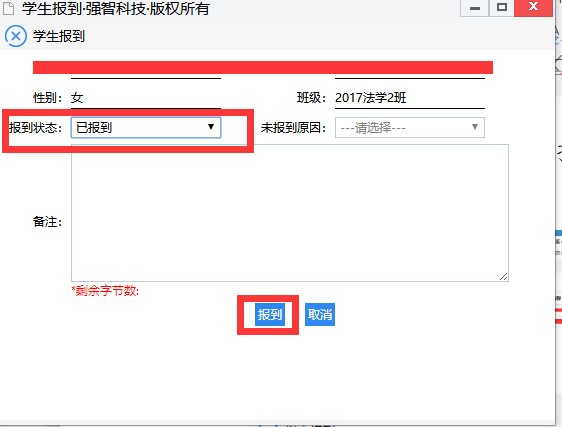 学生报到·强智科技·版权所有
学生报到
性别：女 班级：2017法学2班
报到状态：已报到 未报到原因：---请选择---
备注：
*剩余字节数:
报到 取消